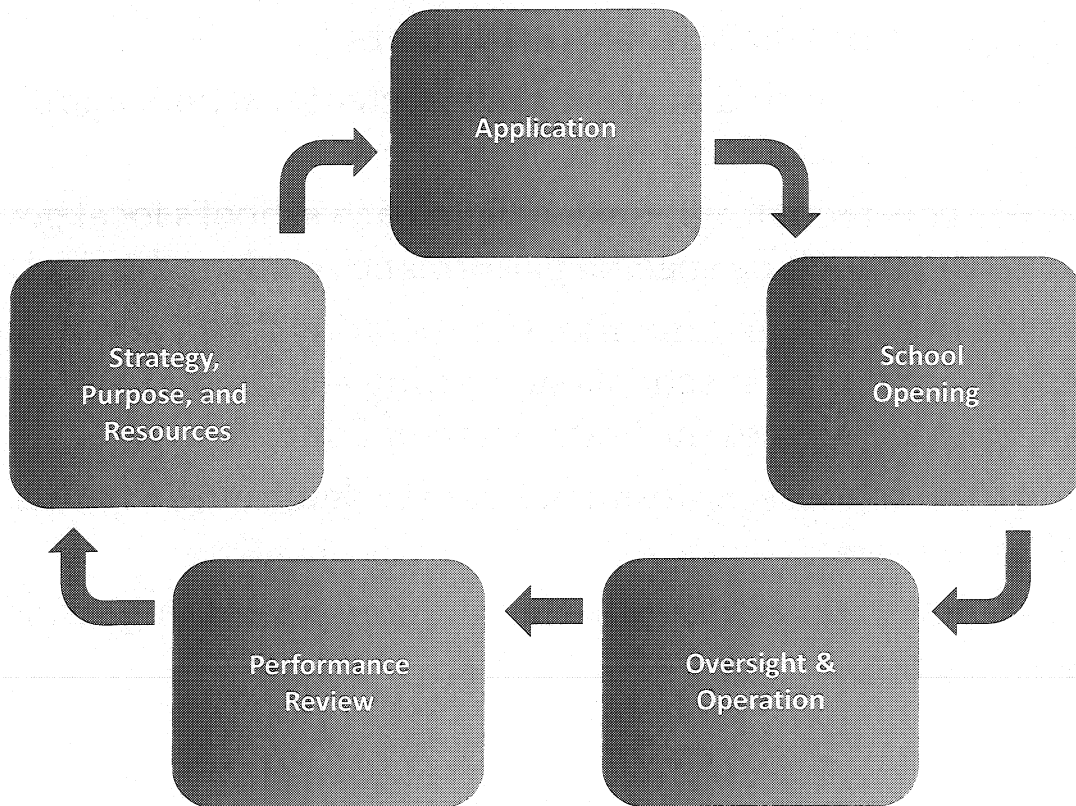 Application
School
Opening
Oversight &
Operation
Performance
Review
Strategy,
Purpose, and
Resources